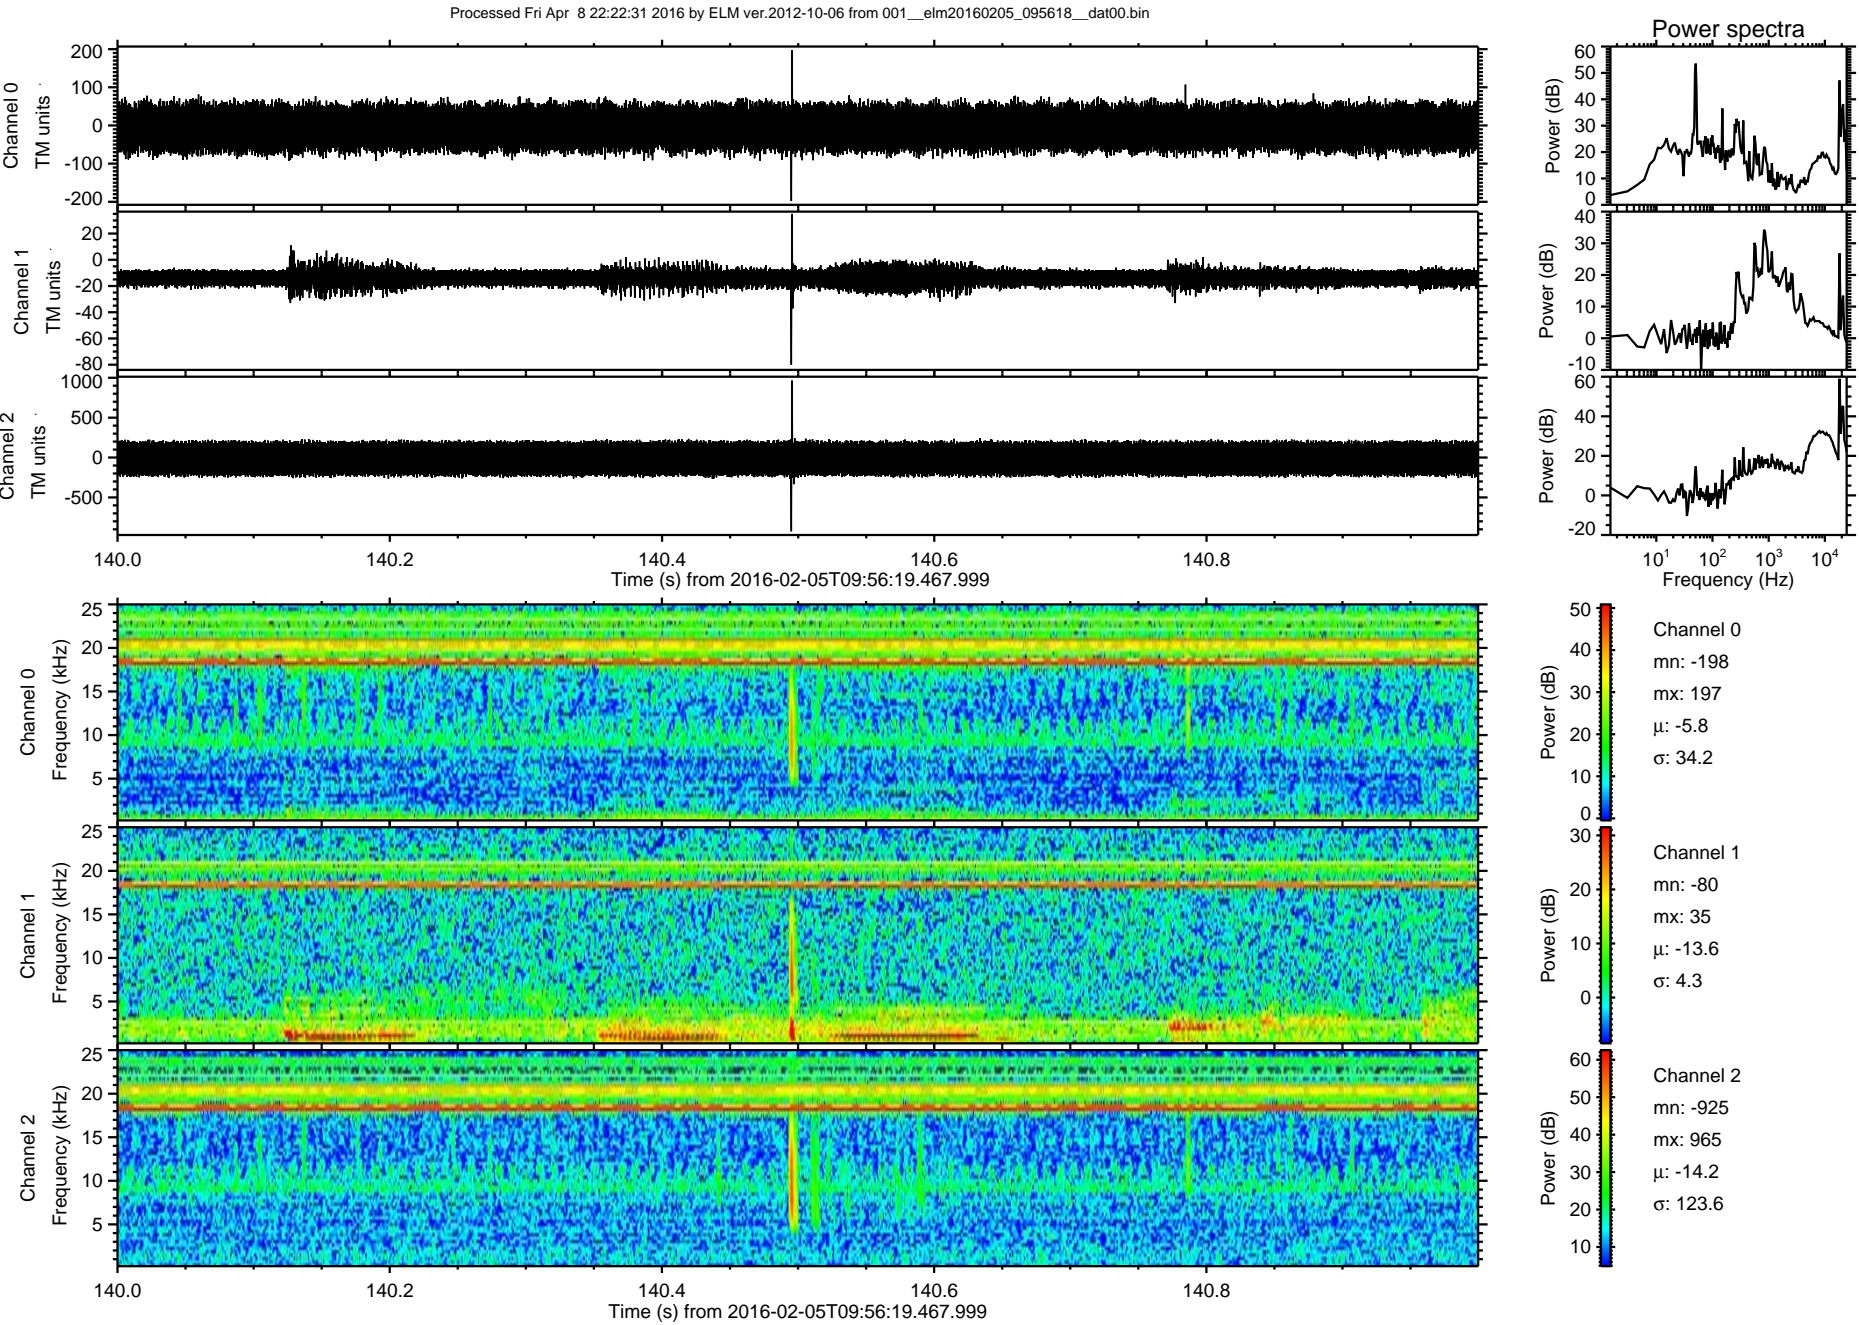 Processed Fri Apr 8 22:22:31 2016 by ELM ver.2012-10-06 from 001__elm20160205_095618__dat00.bin
Power spectra
Channel 0
TM units
200
100
0
-100
-200
Power (dB)
60
50
40
30
20
10
0
Channel 1
TM units
20
0
-20
-40
-60
-80
Power (dB)
40
30
20
10
0
-10
Channel 2
TM units
1000
500
0
-500
Power (dB)
60
40
20
0
-20
140.0 140.2 140.4 140.6 140.8
Time (s) from 2016-02-05T09:56:19.467.999
10^1 10^2 10^3 10^4
Frequency (Hz)
Channel 0
Frequency (kHz)
25
20
15
10
5
Power (dB)
50
40
30
20
10
0
Channel 0
mn: -198
mx: 197
μ: -5.8
σ: 34.2
Channel 1
Frequency (kHz)
25
20
15
10
5
Power (dB)
30
20
10
0
Channel 1
mn: -80
mx: 35
μ: -13.6
σ: 4.3
Channel 2
Frequency (kHz)
25
20
15
10
5
Power (dB)
60
50
40
30
20
10
Channel 2
mn: -925
mx: 965
μ: -14.2
σ: 123.6
140.0 140.2 140.4 140.6 140.8
Time (s) from 2016-02-05T09:56:19.467.999